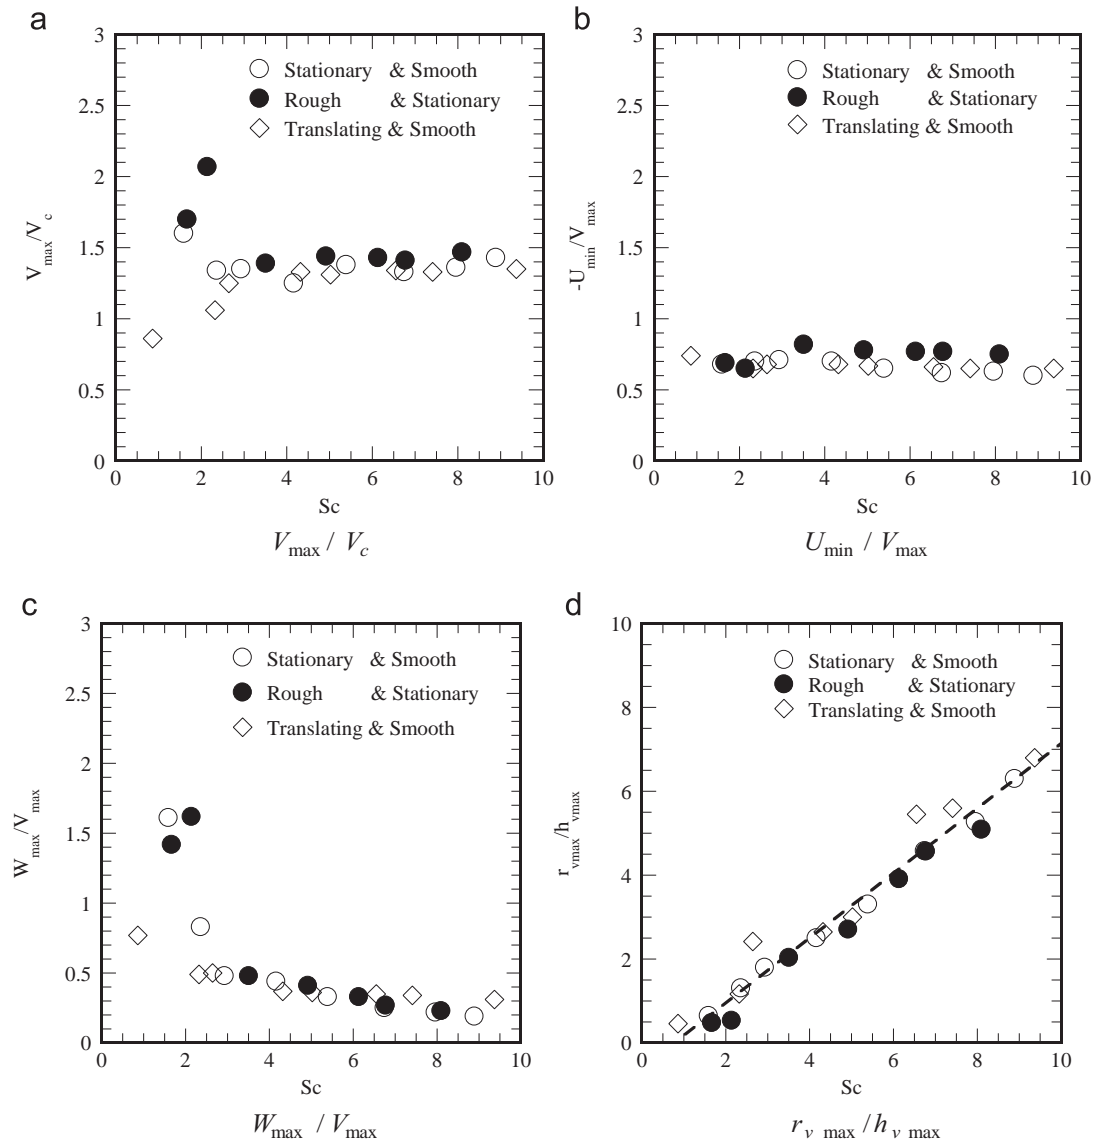 a
3
2.5
2
1.5
1
0.5
0
0 2 4 6 8 10
V_max/V_c
Sc
Stationary & Smooth
Rough & Stationary
Translating & Smooth
V_max / V_c
b
3
2.5
2
1.5
1
0.5
0
0 2 4 6 8 10
-U_min/V_max
Sc
Stationary & Smooth
Rough & Stationary
Translating & Smooth
U_min / V_max
c
3
2.5
2
1.5
1
0.5
0
0 2 4 6 8 10
W_max/V_max
Sc
Stationary & Smooth
Rough & Stationary
Translating & Smooth
W_max / V_max
d
10
8
6
4
2
0
0 2 4 6 8 10
r_vmax/h_vmax
Sc
Stationary & Smooth
Rough & Stationary
Translating & Smooth
r_v_max / h_v_max